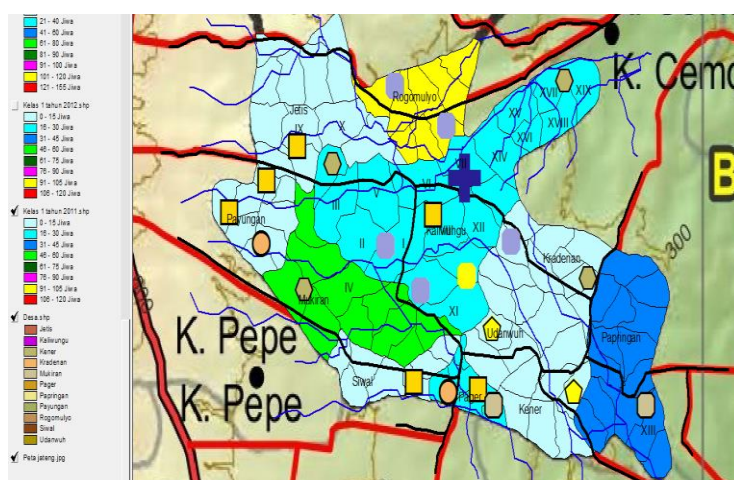 21 - 40 Jiwa
41 - 60 Jiwa
61 - 80 Jiwa
81 - 90 Jiwa
91 - 100 Jiwa
101 - 120 Jiwa
121 - 155 Jiwa
Kelas 1 tahun 2012.shp
0 - 15 Jiwa
16 - 30 Jiwa
31 - 45 Jiwa
46 - 60 Jiwa
61 - 75 Jiwa
76 - 90 Jiwa
91 - 105 Jiwa
106 - 120 Jiwa
Kelas 1 tahun 2011.shp
0 - 15 Jiwa
16 - 30 Jiwa
31 - 45 Jiwa
46 - 60 Jiwa
61 - 75 Jiwa
76 - 90 Jiwa
91 - 105 Jiwa
106 - 120 Jiwa
Desa.shp
Jetis
Kaliwungu
Kener
Kradenan
Mukiran
Pager
Papringan
Payungan
Rogomulyo
Siwal
Udanwuh
Peta jateng.jpg
K. Cemo
Rogomulyo
XVII
XIX
Jetis
IX
X
XX
XVIII
XVI
XIV
B
VI
V
III
Payungan
Kaliwungu
XII
II
I
Kradenan
300
IV
Mukiran
XI
Udanwuh
Papringan
K. Pepe
Siwal
Pager
Kener
K. Pepe
XIII